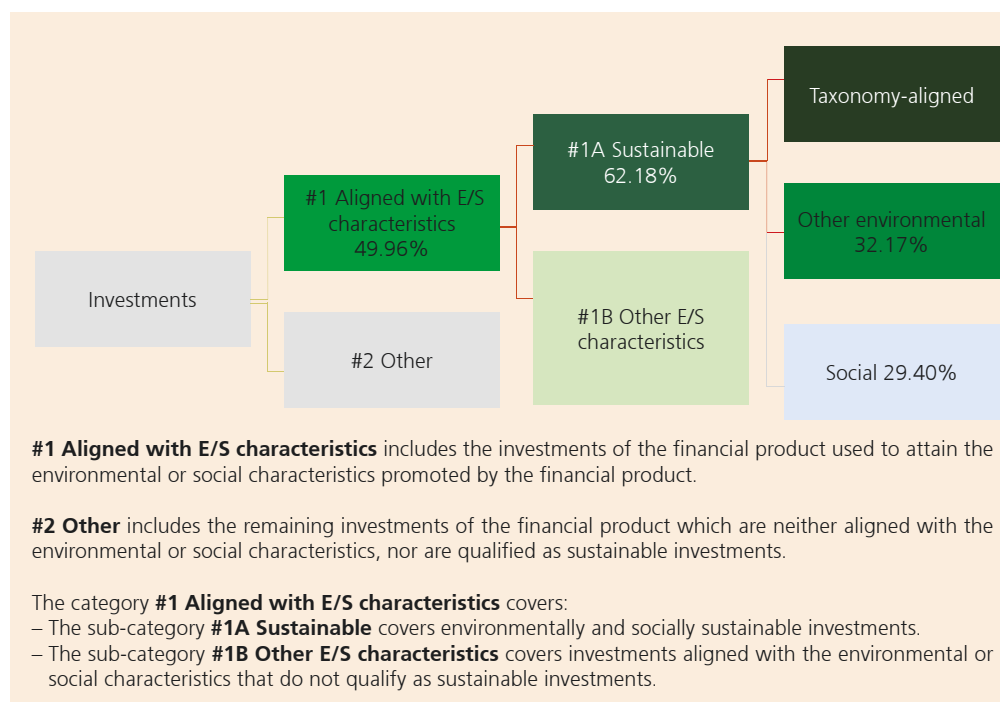 Taxonomy-aligned
#1A Sustainable
62.18%
#1 Aligned with E/S
characteristics
49.96%
Other environmental
32.17%
Investments
#1B Other E/S
characteristics
#2 Other
Social 29.40%
#1 Aligned with E/S characteristics includes the investments of the financial product used to attain the
environmental or social characteristics promoted by the financial product.
#2 Other includes the remaining investments of the financial product which are neither aligned with the
environmental or social characteristics, nor are qualified as sustainable investments.
The category #1 Aligned with E/S characteristics covers:
– The sub-category #1A Sustainable covers environmentally and socially sustainable investments.
– The sub-category #1B Other E/S characteristics covers investments aligned with the environmental or
social characteristics that do not qualify as sustainable investments.